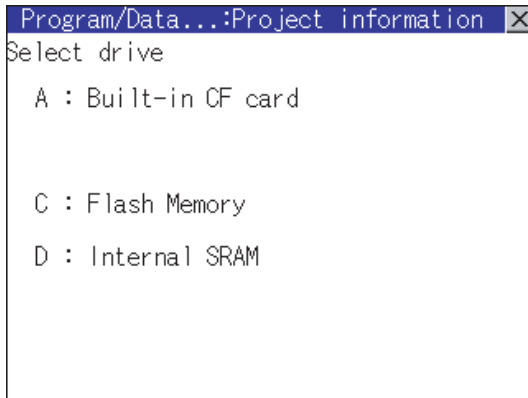 Program/Data...:Project information
Select drive
A : Built-in CF card
C : Flash Memory
D : Internal SRAM